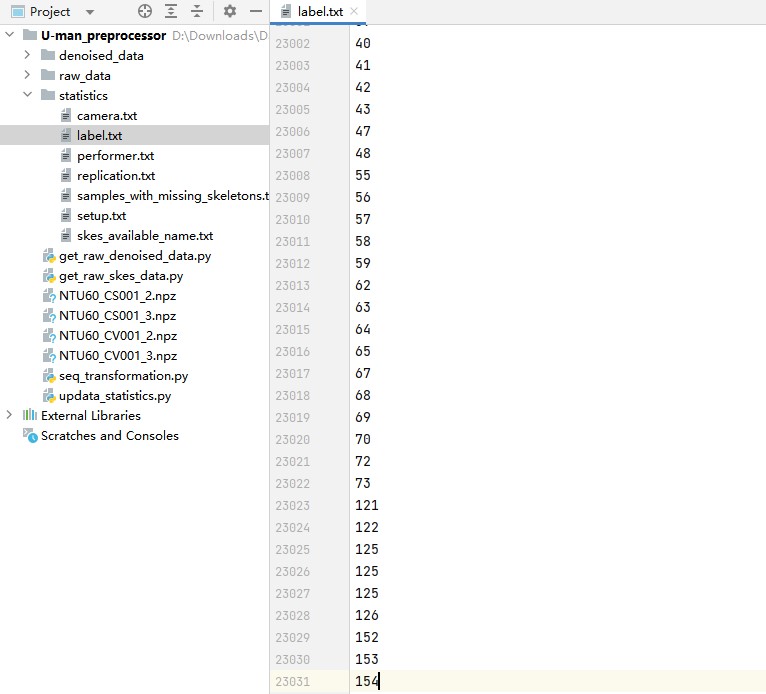 Project
label.txt
U-man_preprocessor D:\Downloads\D
denoised_data
raw_data
statistics
camera.txt
label.txt
performer.txt
replication.txt
samples_with_missing_skeletons.t
setup.txt
skes_available_name.txt
get_raw_denoised_data.py
get_raw_skes_data.py
NTU60_CS001_2.npz
NTU60_CS001_3.npz
NTU60_CV001_2.npz
NTU60_CV001_3.npz
seq_transformation.py
updata_statistics.py
External Libraries
Scratches and Consoles
23002 40
23003 41
23004 42
23005 43
23006 47
23007 48
23008 55
23009 56
23010 57
23011 58
23012 59
23013 62
23014 63
23015 64
23016 65
23017 67
23018 68
23019 69
23020 70
23021 72
23022 73
23023 121
23024 122
23025 125
23026 125
23027 125
23028 126
23029 152
23030 153
23031 154